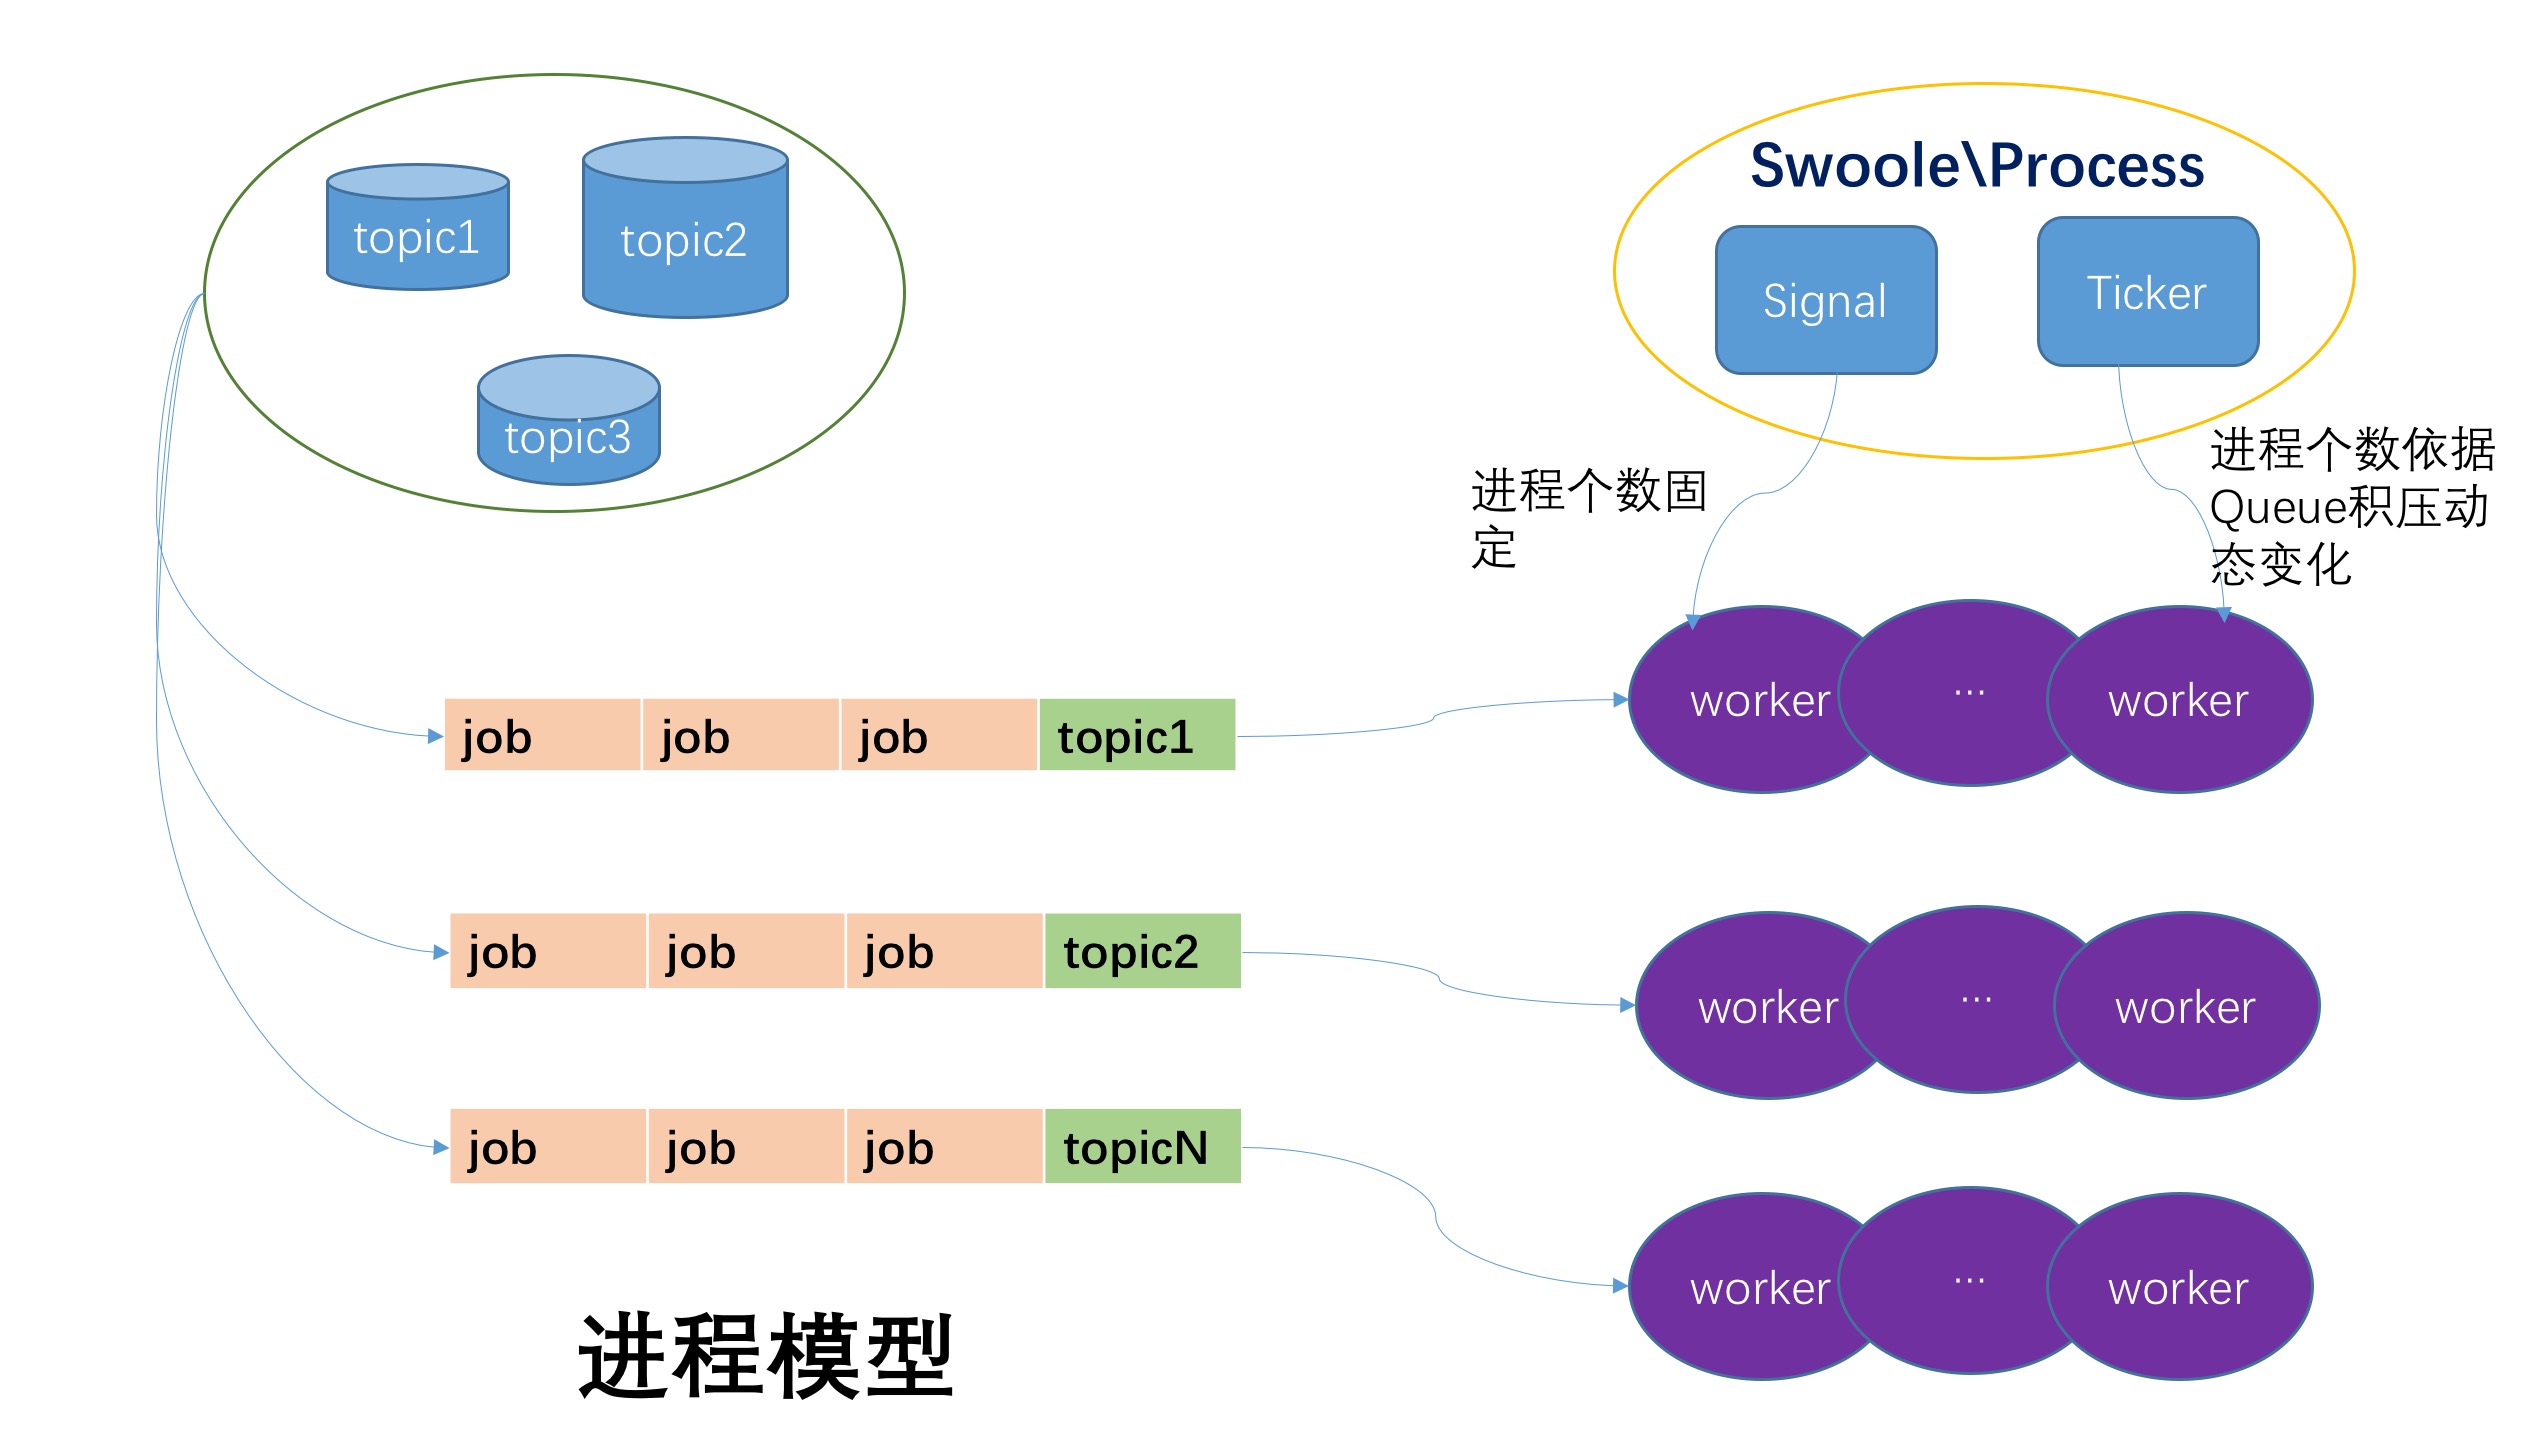 topic1
topic2
topic3
Swoole\Process
Signal
Ticker
进程个数固
定
进程个数依据
Queue积压动
态变化
job job job topic1
worker ... worker
job job job topic2
worker ... worker
job job job topicN
worker ... worker
进程模型